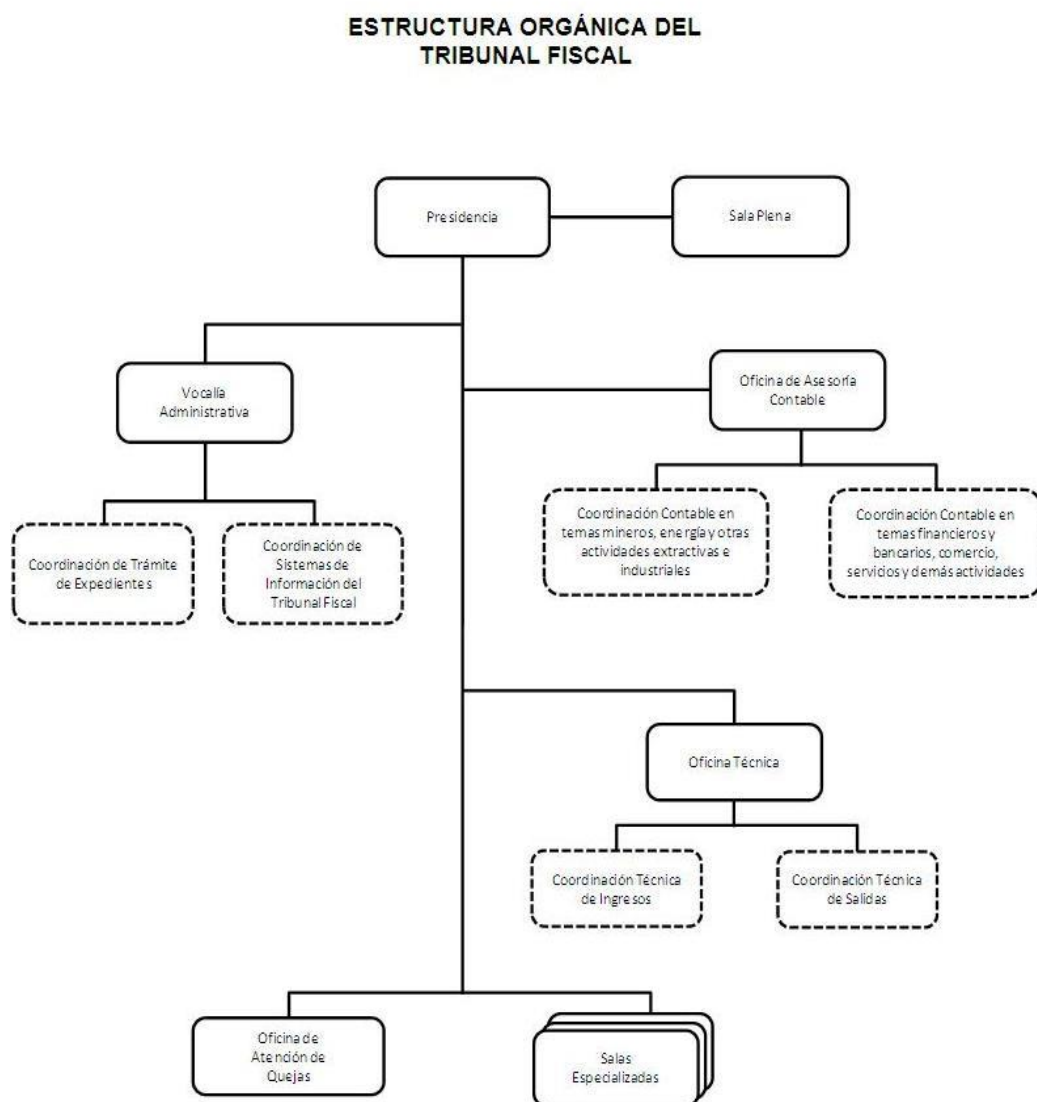 ESTRUCTURA ORGÁNICA DEL
TRIBUNAL FISCAL
Presidencia
Sala Plena
Vocalía
Administrativa
Oficina de Asesoría
Contable
Coordinación de Trámite
de Expedientes
Coordinación de
Sistemas de
Información del
Tribunal Fiscal
Coordinación Contable en
temas mineros, energía y otras
actividades extractivas e
industriales
Coordinación Contable en
temas financieros y
bancarios, comercio,
servicios y demás actividades
Oficina Técnica
Coordinación Técnica
de Ingresos
Coordinación Técnica
de Salidas
Oficina de
Atención de
Quejas
Salas
Especializadas